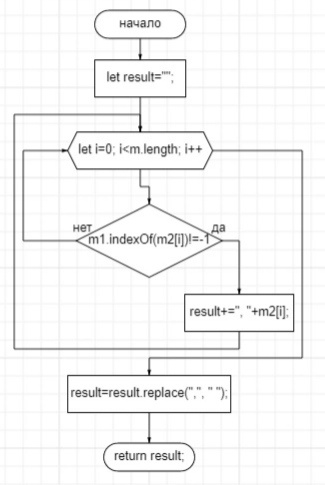 начало
let result="";
let i=0; i<m.length; i++
нет
да
m1.indexOf(m2[i])!=-1
result+=", "+m2[i];
result=result.replace(",", " ");
return result;